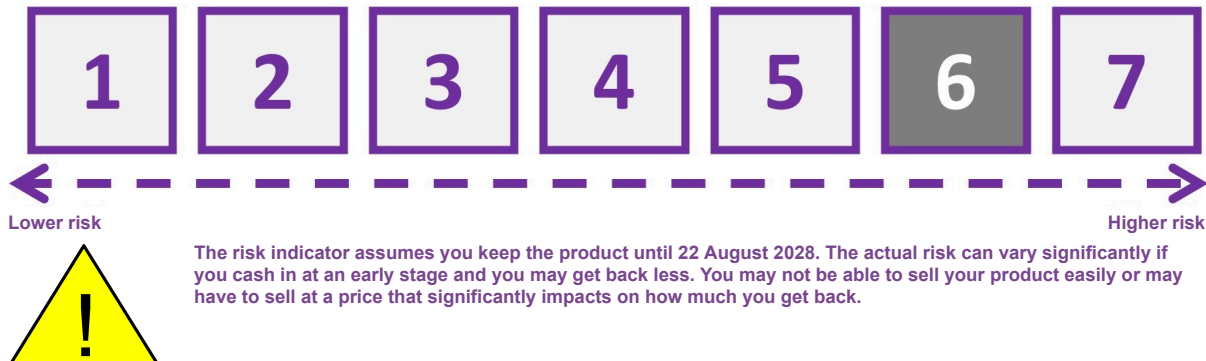 1 2 3 4 5 6 7
Lower risk Higher risk
The risk indicator assumes you keep the product until 22 August 2028. The actual risk can vary significantly if
you cash in at an early stage and you may get back less. You may not be able to sell your product easily or may
have to sell at a price that significantly impacts on how much you get back.
!